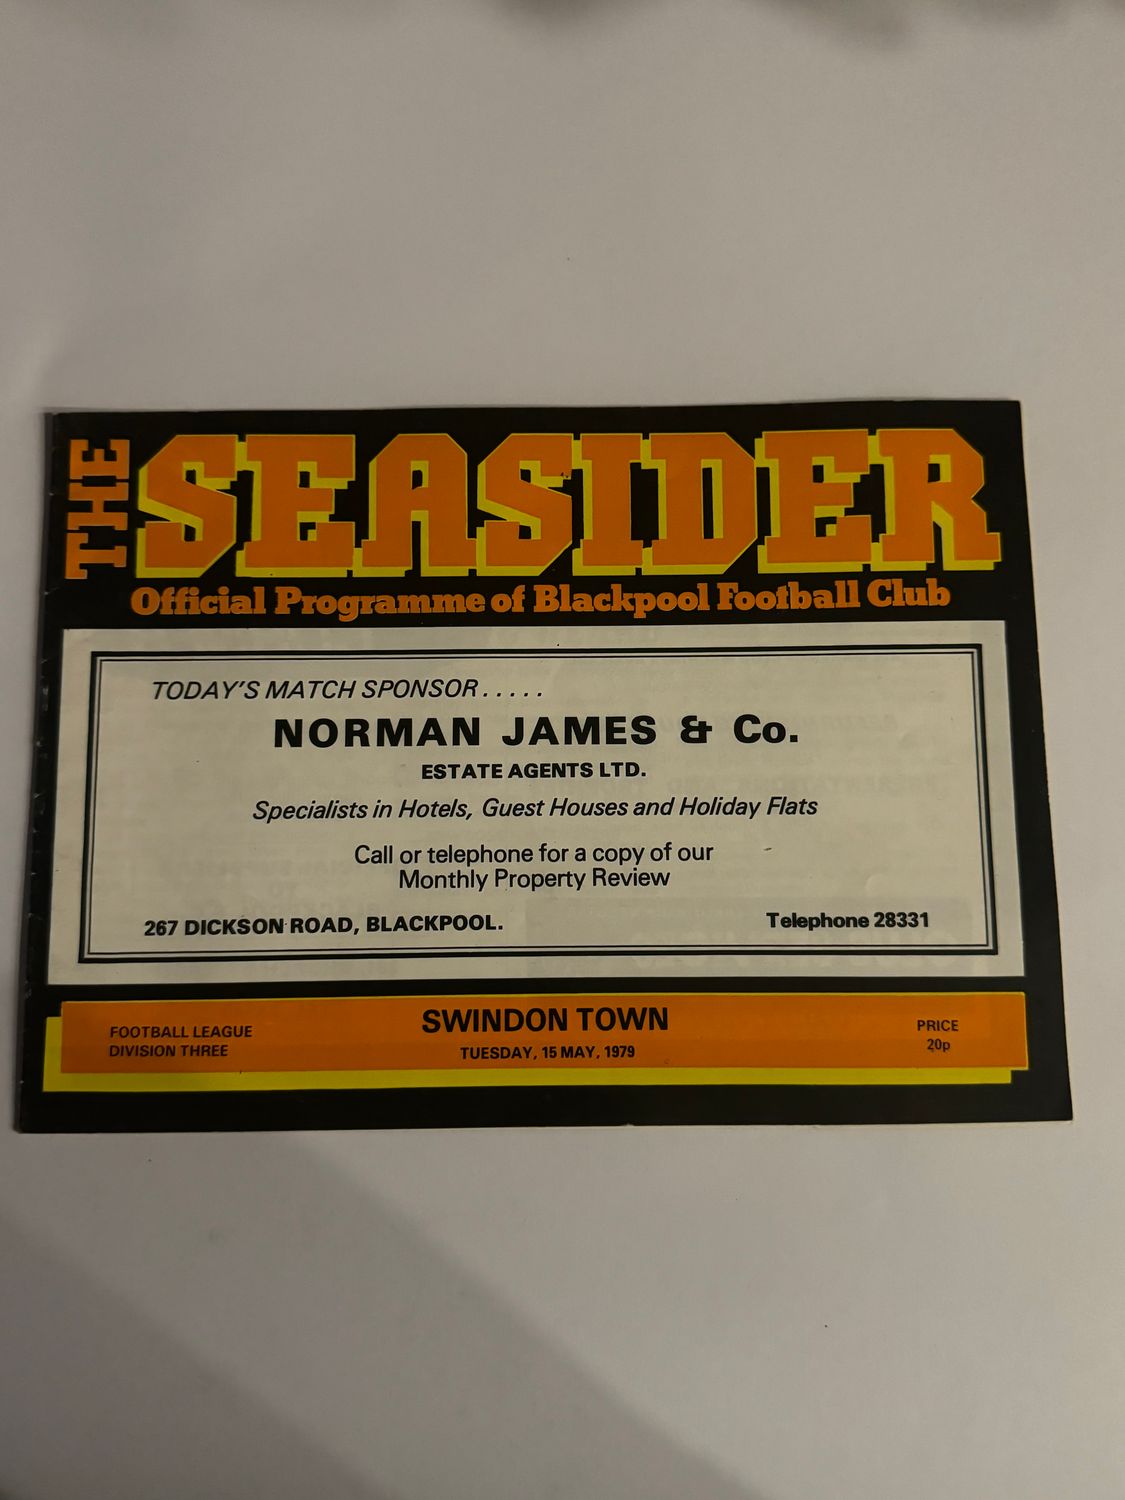 THE
SEASIDER
Official Programme of Blackpool Football Club
TODAY'S MATCH SPONSOR.....
NORMAN JAMES & Co.
ESTATE AGENTS LTD.
Specialists in Hotels, Guest Houses and Holiday Flats
Call or telephone for a copy of our
Monthly Property Review
267 DICKSON ROAD, BLACKPOOL. Telephone 28331
FOOTBALL LEAGUE
DIVISION THREE
SWINDON TOWN
TUESDAY, 15 MAY, 1979
PRICE
20p